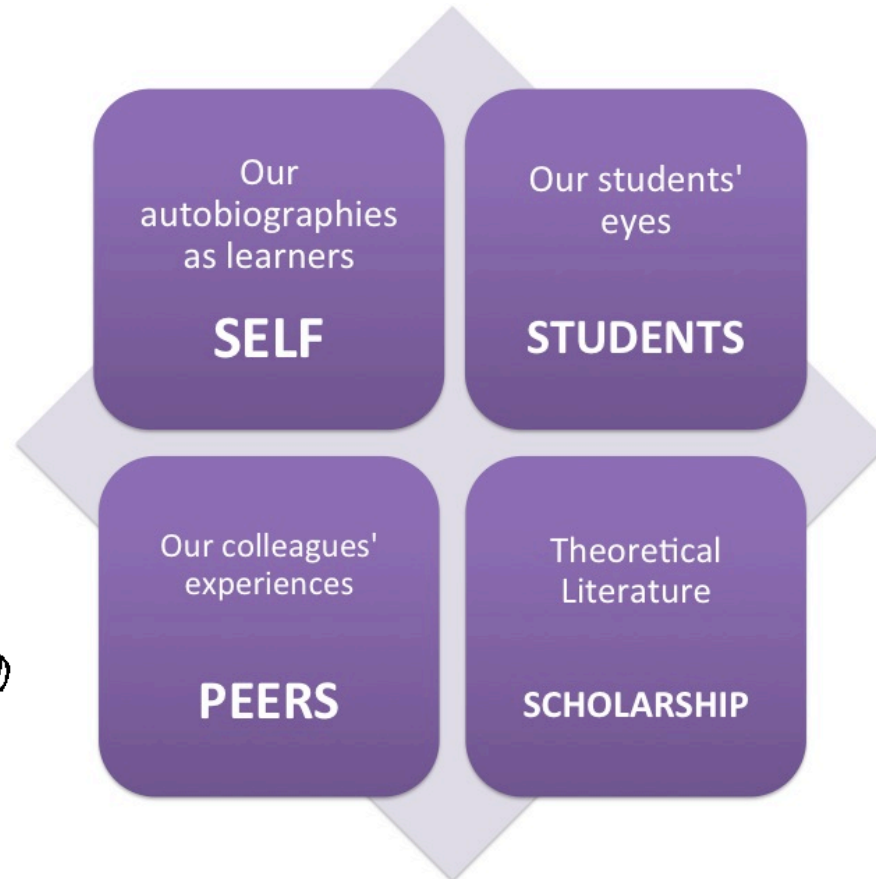 Our
autobiographies
as learners
SELF
Our students'
eyes
STUDENTS
Our colleagues'
experiences
PEERS
Theoretical
Literature
SCHOLARSHIP